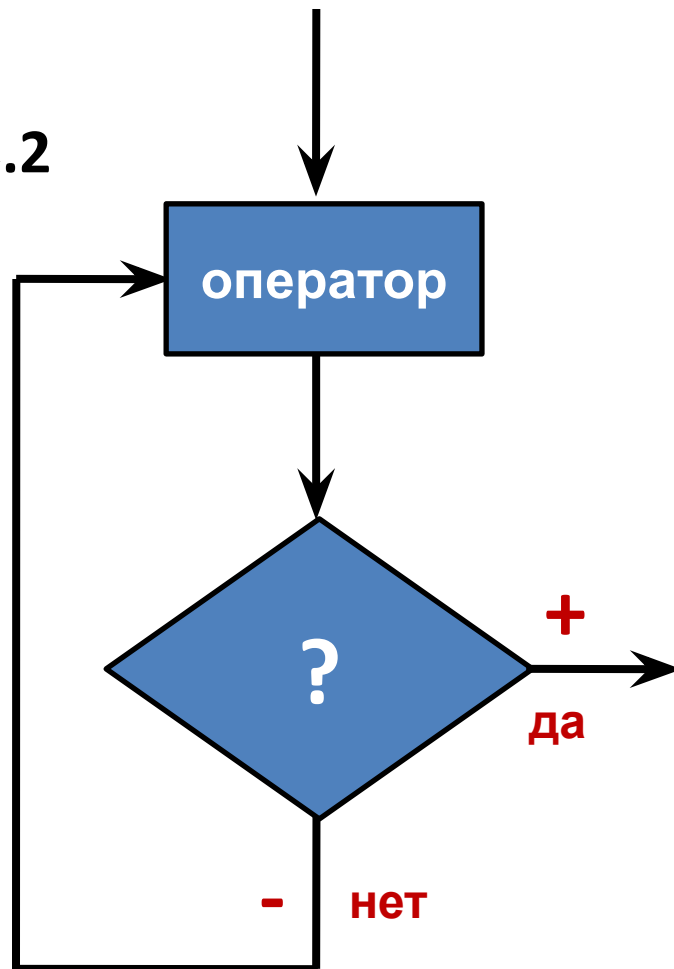 .2
оператор
?
+
да
- нет